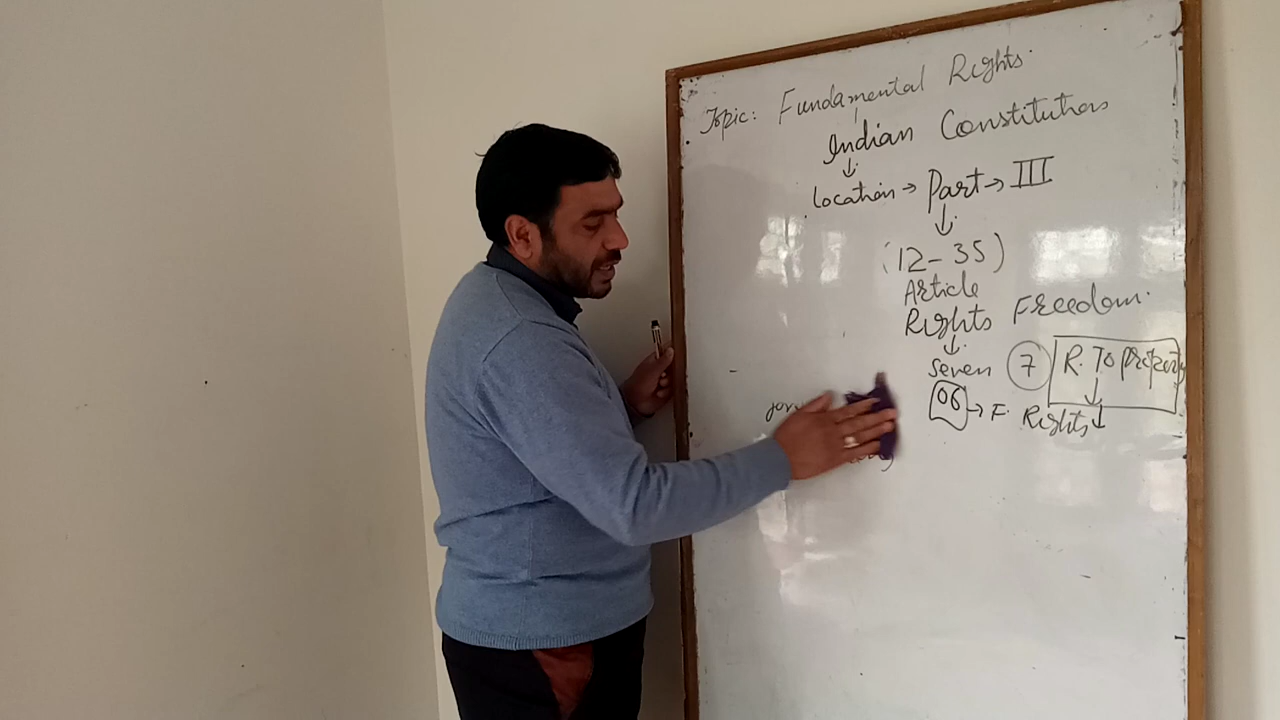 Topic: Fundamental Rights
Indian Constitution
↓
Location → Part → III
↓
(12-35)
Article
Rights Freedom
↓
Seven 7 R. To property
06 → F. Rights ↓